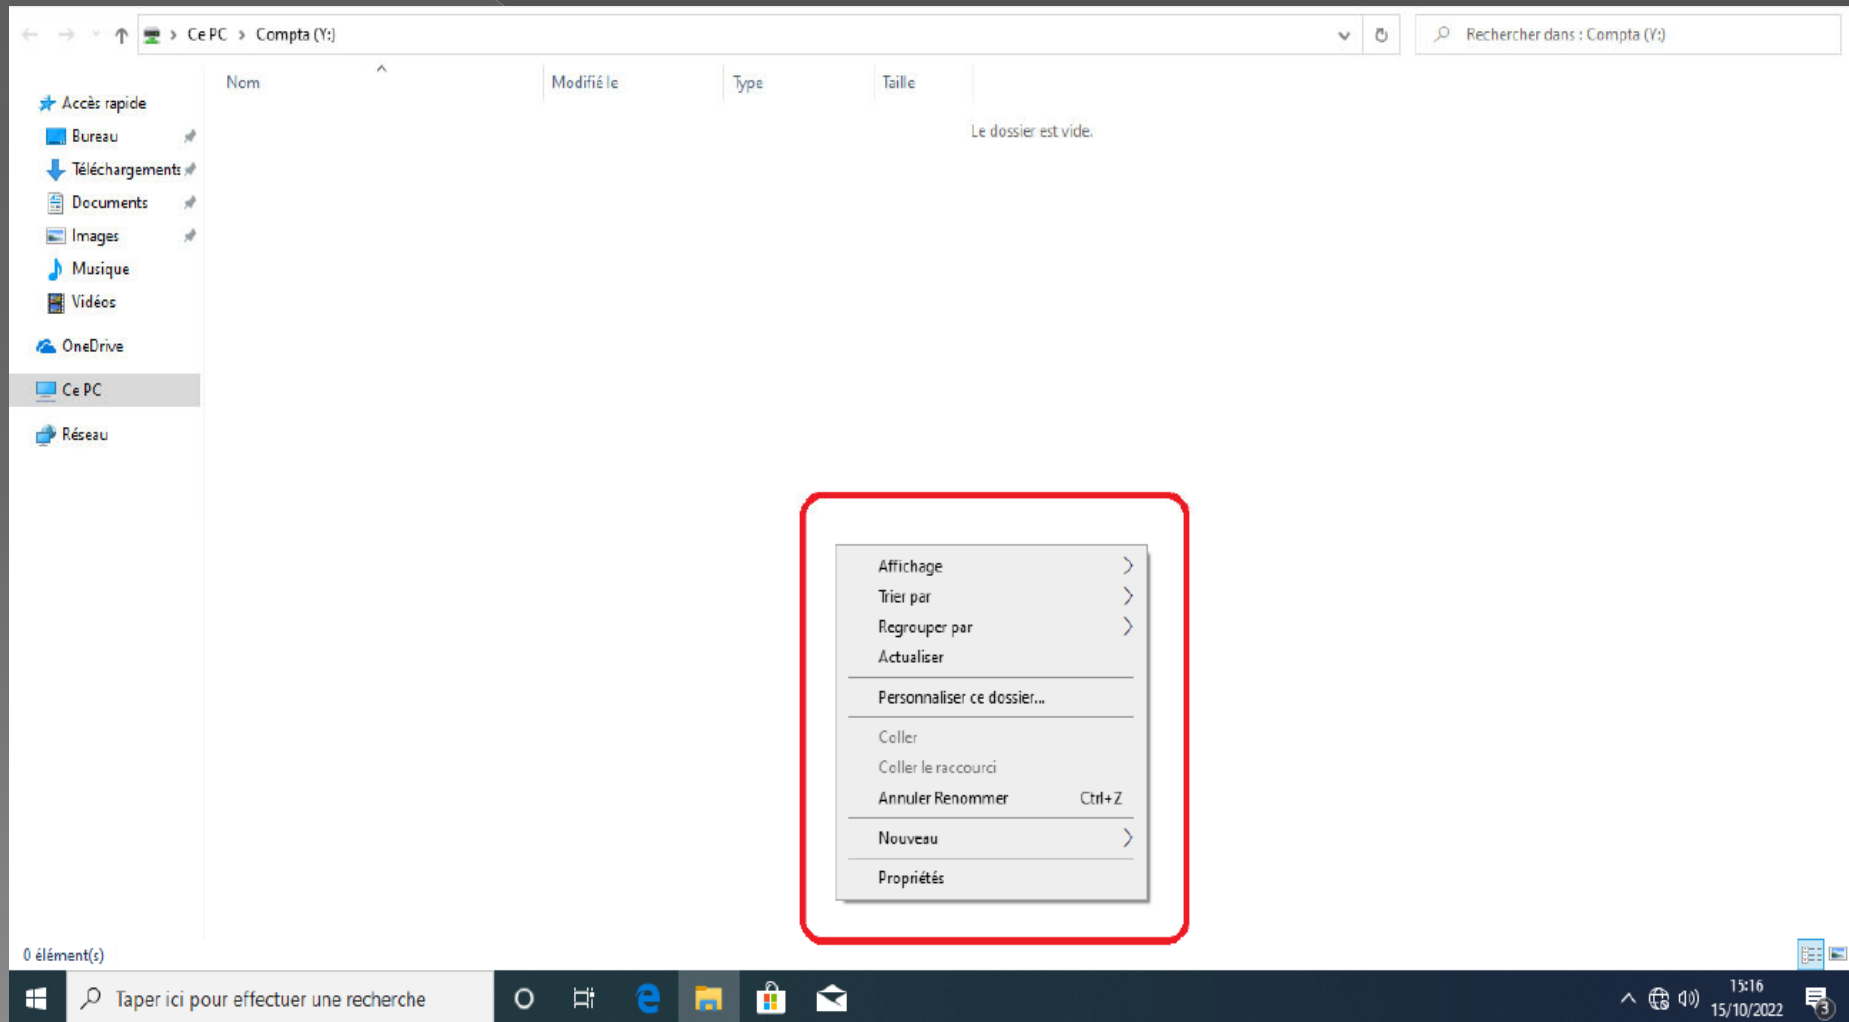 Ce PC > Compta (Y:)
Rechercher dans : Compta (Y:)
Nom Modifié le Type Taille
Accès rapide
Le dossier est vide.
Bureau
Téléchargements
Documents
Images
Musique
Vidéos
OneDrive
Ce PC
Réseau
Affichage
Trier par
Regrouper par
Actualiser
Personnaliser ce dossier...
Coller
Coller le raccourci
Annuler Renommer Ctrl+Z
Nouveau
Propriétés
0 élément(s)
Taper ici pour effectuer une recherche
15:16
15/10/2022
3